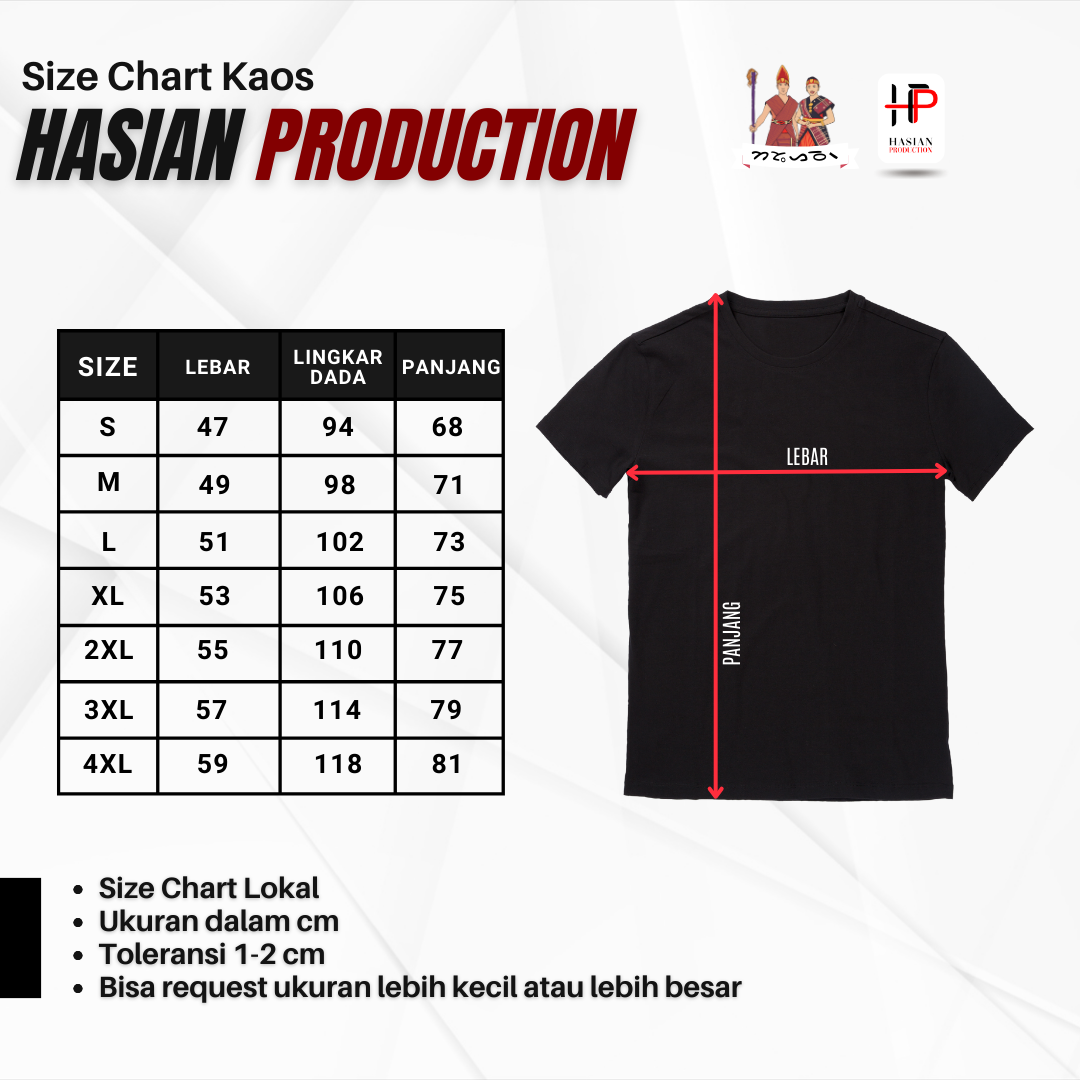 Size Chart Kaos
HASIAN PRODUCTION
HP
HASIAN
PRODUCTION
SIZE LEBAR LINGKAR DADA PANJANG
S 47 94 68
M 49 98 71
L 51 102 73
XL 53 106 75
2XL 55 110 77
3XL 57 114 79
4XL 59 118 81
LEBAR
PANJANG
• Size Chart Lokal
• Ukuran dalam cm
• Toleransi 1-2 cm
• Bisa request ukuran lebih kecil atau lebih besar